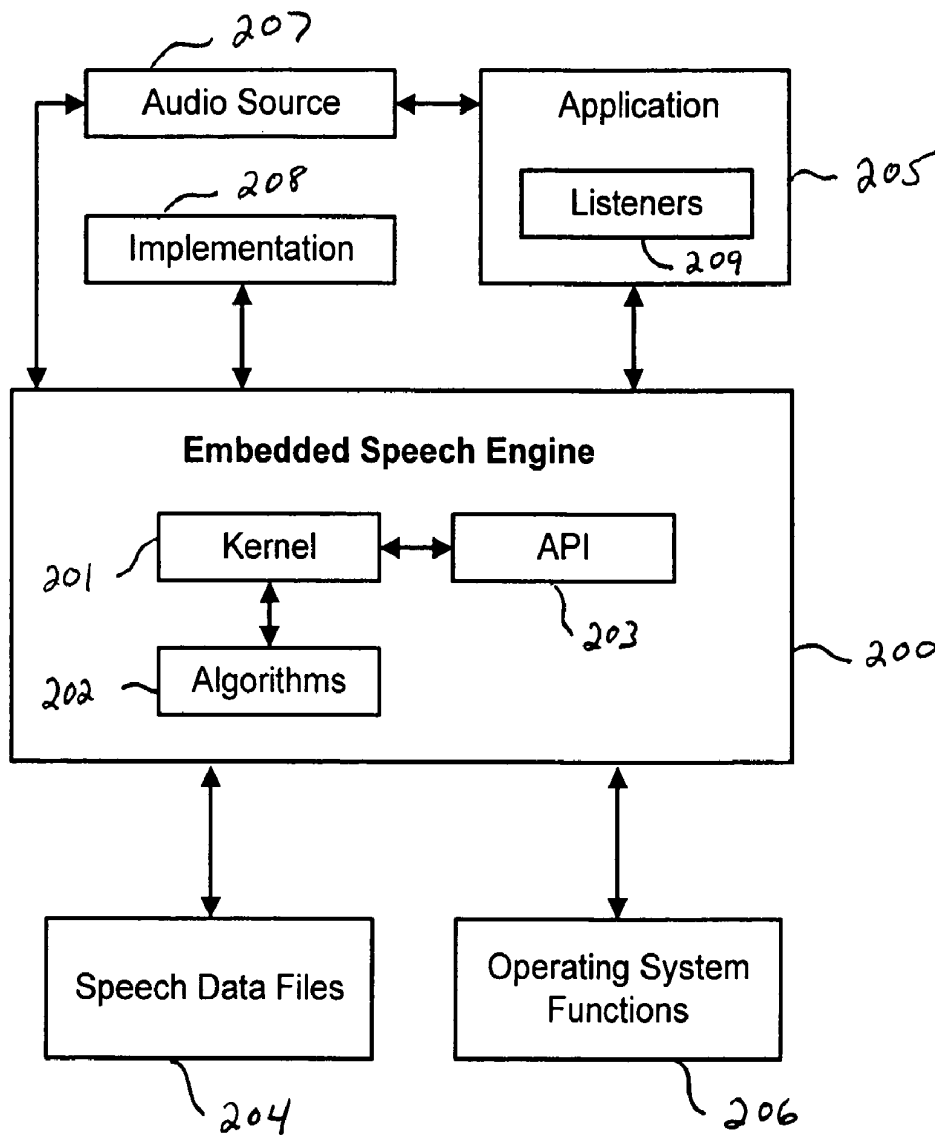 207
Audio Source
Application
205
208
Listeners
Implementation
209
Embedded Speech Engine
Kernel
API
201
203
200
Algorithms
202
Speech Data Files
Operating System
Functions
204
206